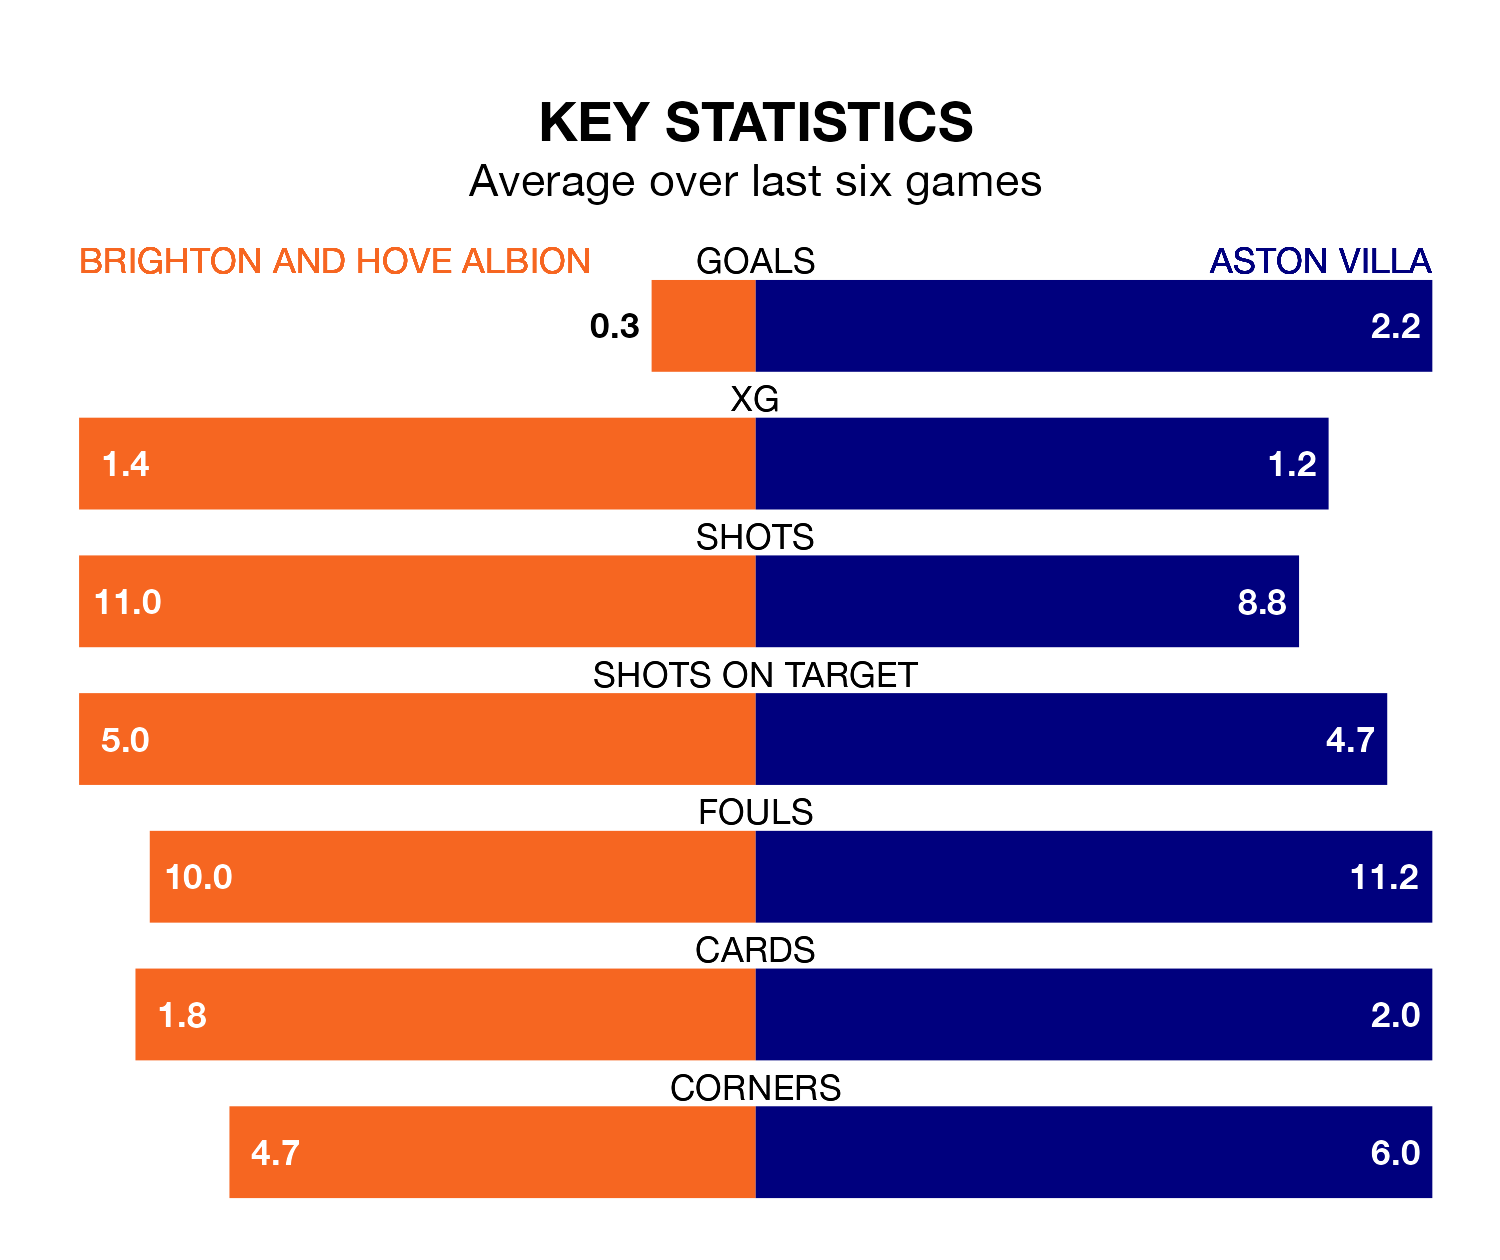 KEY STATISTICS
Average over last six games
BRIGHTON AND HOVE ALBION GOALS ASTON VILLA
0.3 2.2
XG
1.4 1.2
SHOTS
11.0 8.8
SHOTS ON TARGET
5.0 4.7
FOULS
10.0 11.2
CARDS
1.8 2.0
CORNERS
4.7 6.0